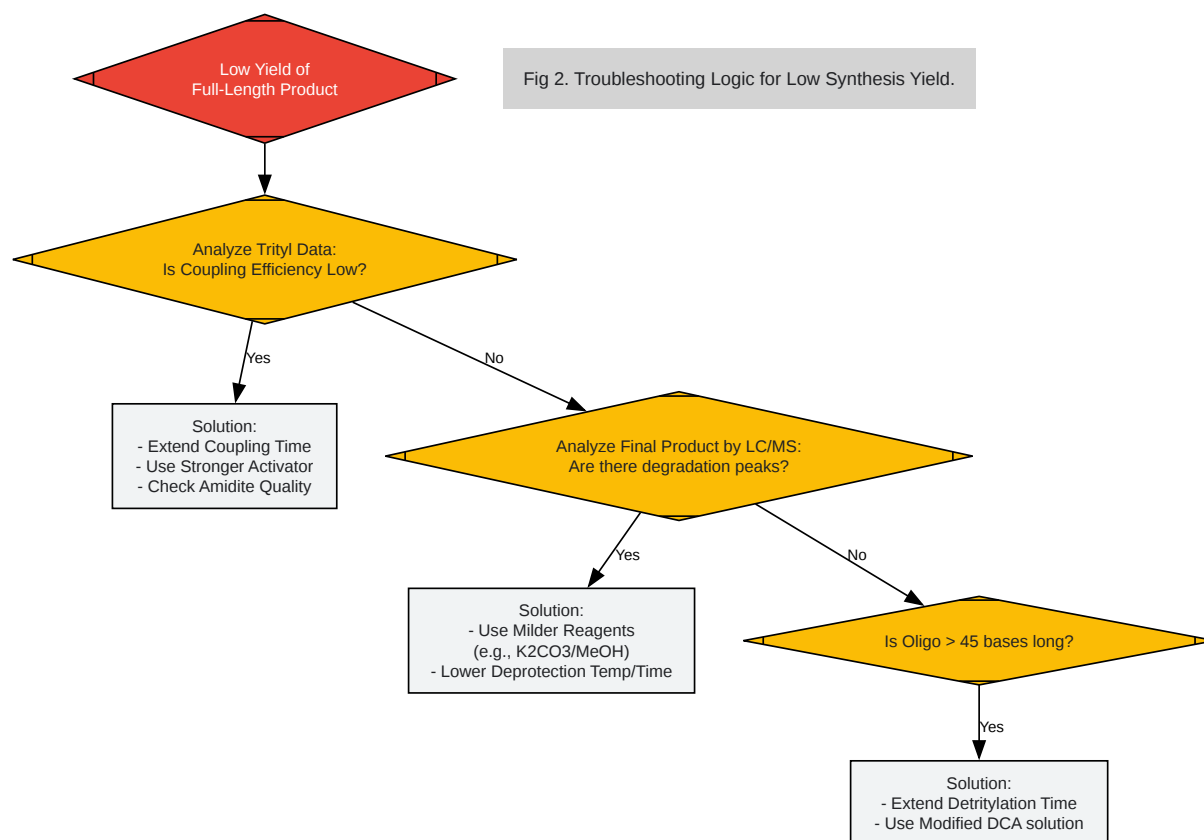 Low Yield of
Full-Length Product
Fig 2. Troubleshooting Logic for Low Synthesis Yield.
Analyze Trityl Data:
Is Coupling Efficiency Low?
Yes
No
Solution:
- Extend Coupling Time
- Use Stronger Activator
- Check Amidite Quality
Analyze Final Product by LC/MS:
Are there degradation peaks?
Yes
No
Solution:
- Use Milder Reagents
(e.g., K2CO3/MeOH)
- Lower Deprotection Temp/Time
Is Oligo > 45 bases long?
Yes
Solution:
- Extend Detritylation Time
- Use Modified DCA solution